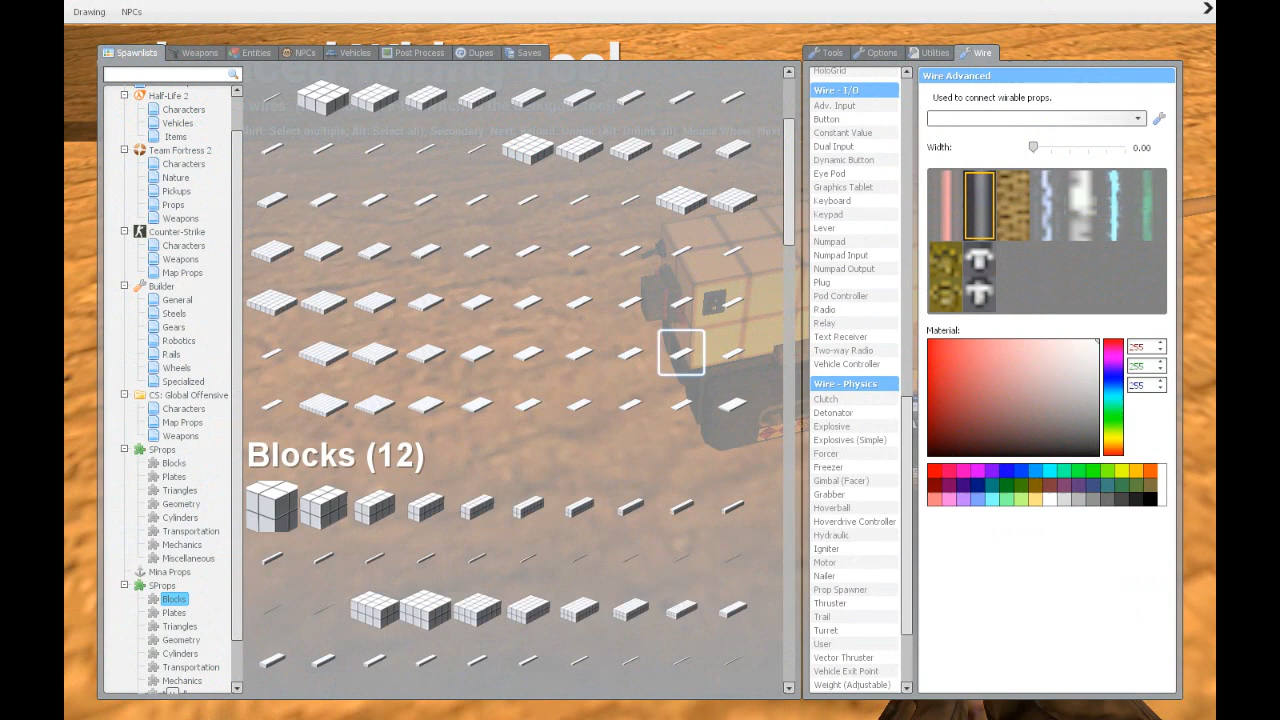 Drawing NPCs
Spawnlists Weapons Entities NPCs Vehicles Post Process Dupes Saves
Tools Options Utilities Wire
Half-Life 2
Characters
Vehicles
Items
Team Fortress 2
Characters
Nature
Pickups
Props
Weapons
Counter-Strike
Characters
Weapons
Map Props
Builder
General
Steels
Gears
Robotics
Rails
Wheels
Specialized
CS: Global Offensive
Characters
Map Props
Weapons
SProps
Blocks
Plates
Triangles
Geometry
Cylinders
Transportation
Mechanics
Miscellaneous
Mina Props
SProps
Blocks
Plates
Triangles
Geometry
Cylinders
Transportation
Mechanics
Blocks (12)
HoloGrid
Wire - I/O
Adv. Input
Button
Constant Value
Dual Input
Dynamic Button
Eye Pod
Graphics Tablet
Keyboard
Keypad
Lever
Numpad
Numpad Input
Numpad Output
Plug
Pod Controller
Radio
Relay
Text Receiver
Two-way Radio
Vehicle Controller
Wire - Physics
Clutch
Detonator
Explosive
Explosives (Simple)
Forcer
Freezer
Gimbal (Facer)
Grabber
Hoverball
Hoverdrive Controller
Hydraulic
Igniter
Motor
Nailer
Prop Spawner
Thruster
Trail
Turret
User
Vector Thruster
Vehicle Exit Point
Weight (Adjustable)
Wire Advanced
Used to connect wirable props.
Width: 0.00
Material:
255
255
255